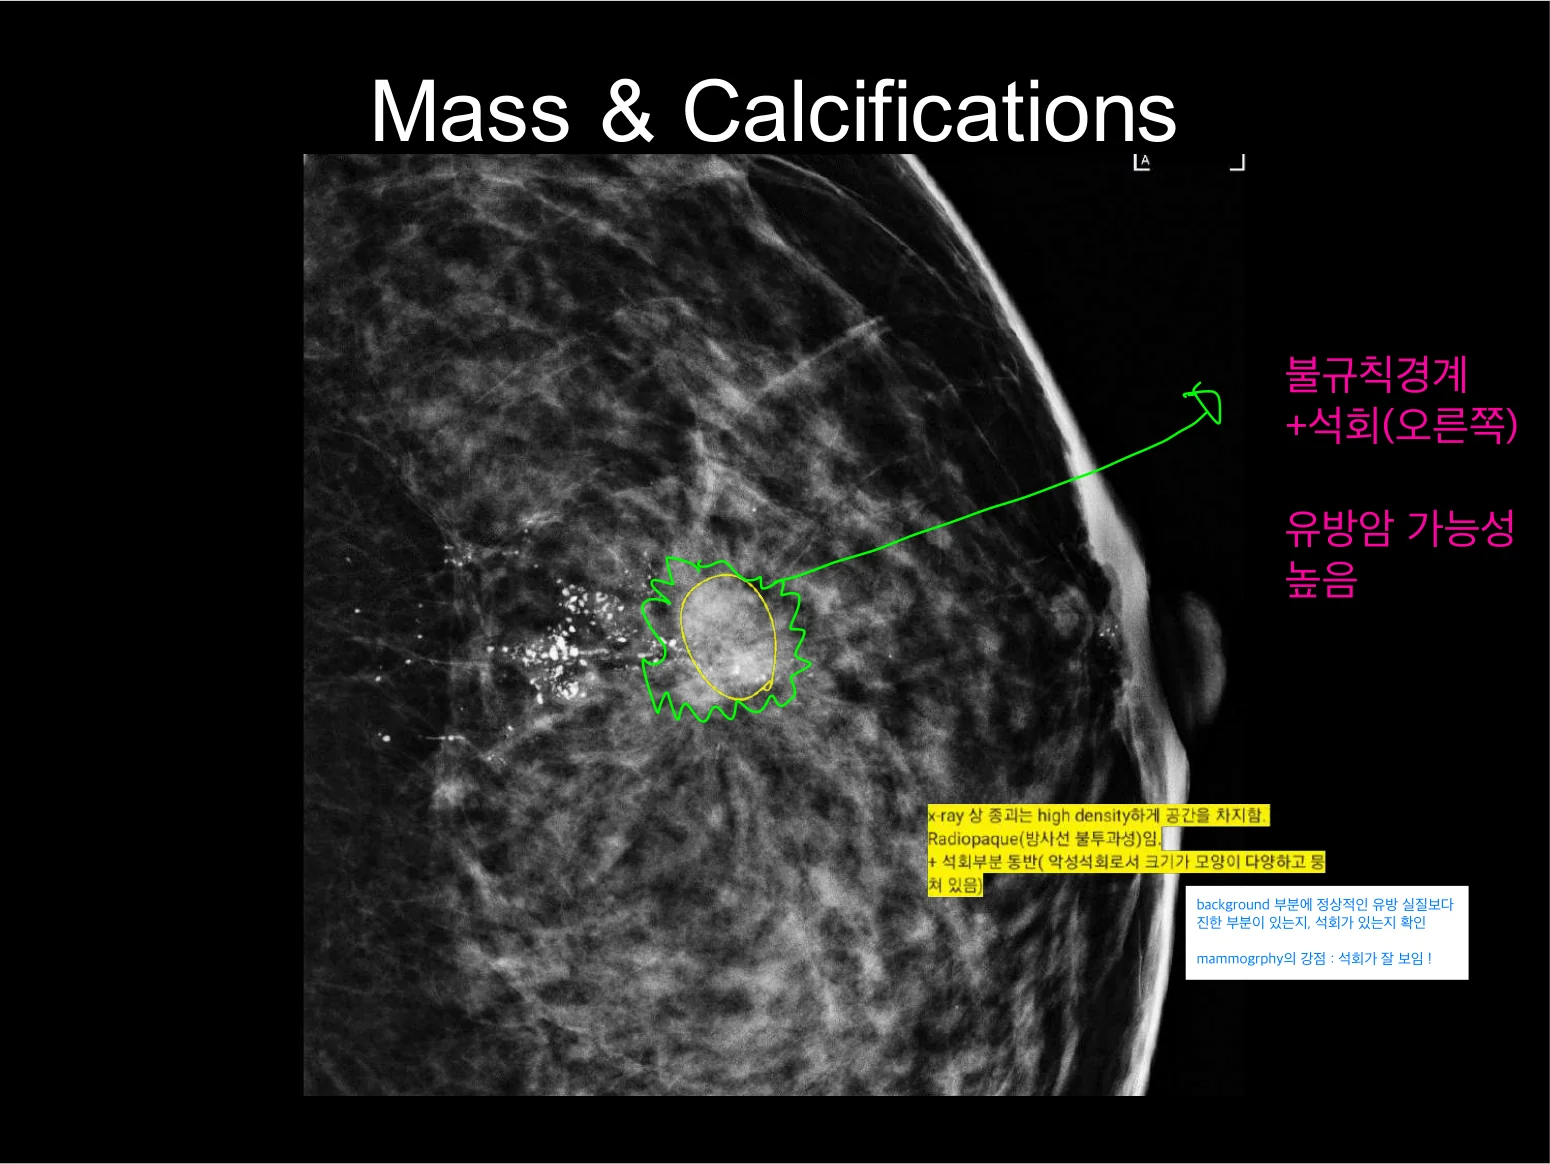 Mass & Calcifications
A
불규칙경계
+석회(오른쪽)
유방암 가능성
높음
x-ray 상 종괴는 high density하게 공간을 차지함.
Radiopaque(방사선 불투과성)임.
+ 석회부분 동반( 악성석회로서 크기가 모양이 다양하고 뭉
쳐 있음)
background 부분에 정상적인 유방 실질보다
진한 부분이 있는지, 석회가 있는지 확인
mammogrphy의 강점 : 석회가 잘 보임 !